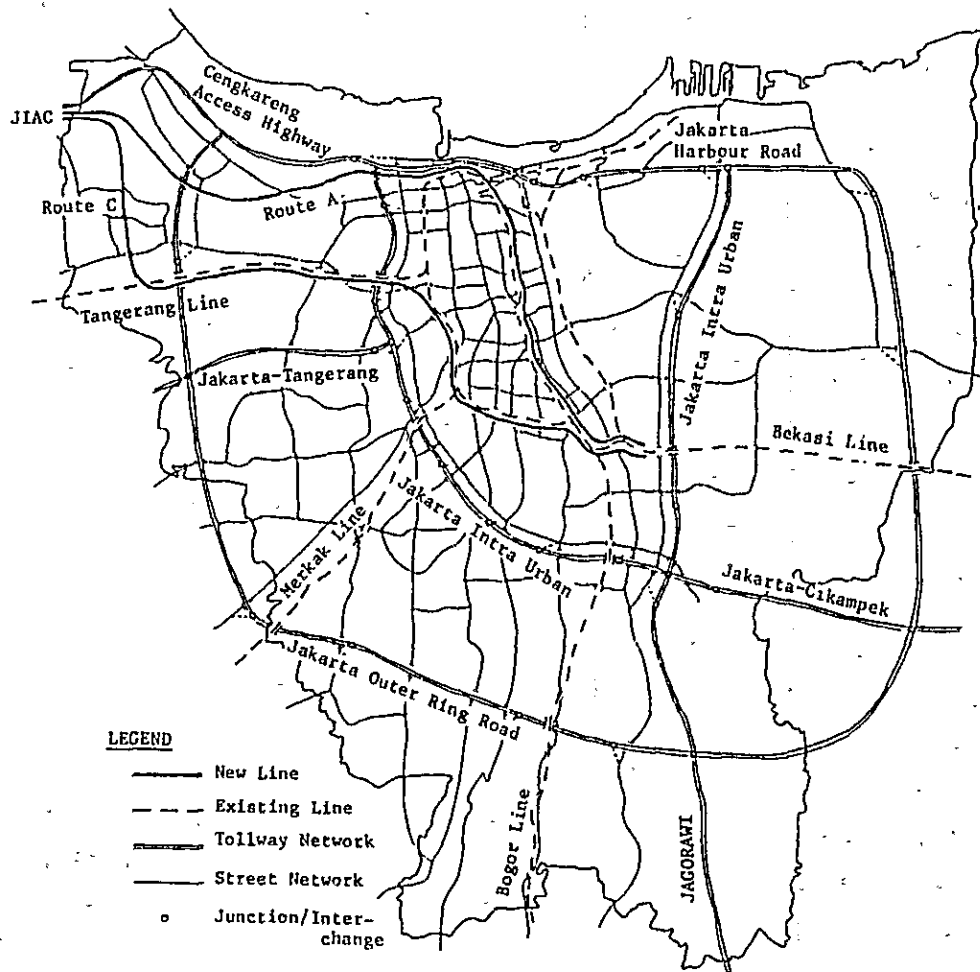 Cengkareng
Access Highway
JIAC
Jakarta
Harbour Road
Route C
Route A
Jakarta Intra Urban
Tangerang Line
Jakarta-Tangerang
Bekasi Line
Merkak Line
Jakarta Intra Urban
Jakarta-Cikampek
Jakarta Outer Ring Road
LEGEND
New Line
Existing Line
Tollway Network
Street Network
Junction/Inter-
change
Bogor Line
JAGORAWI